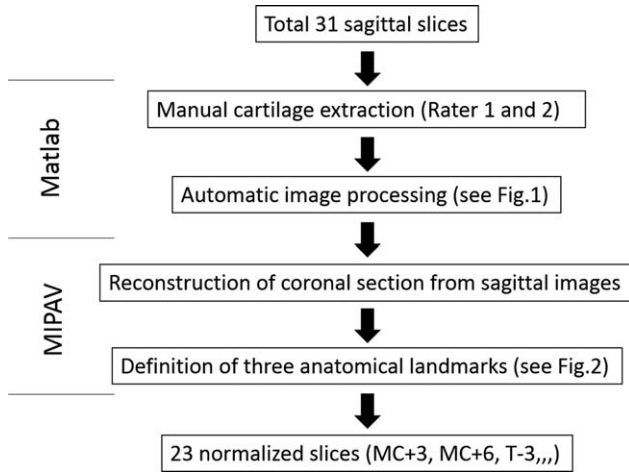 Total 31 sagittal slices
Matlab
Manual cartilage extraction (Rater 1 and 2)
Automatic image processing (see Fig.1)
MIPAV
Reconstruction of coronal section from sagittal images
Definition of three anatomical landmarks (see Fig.2)
23 normalized slices (MC+3, MC+6, T-3,,,)